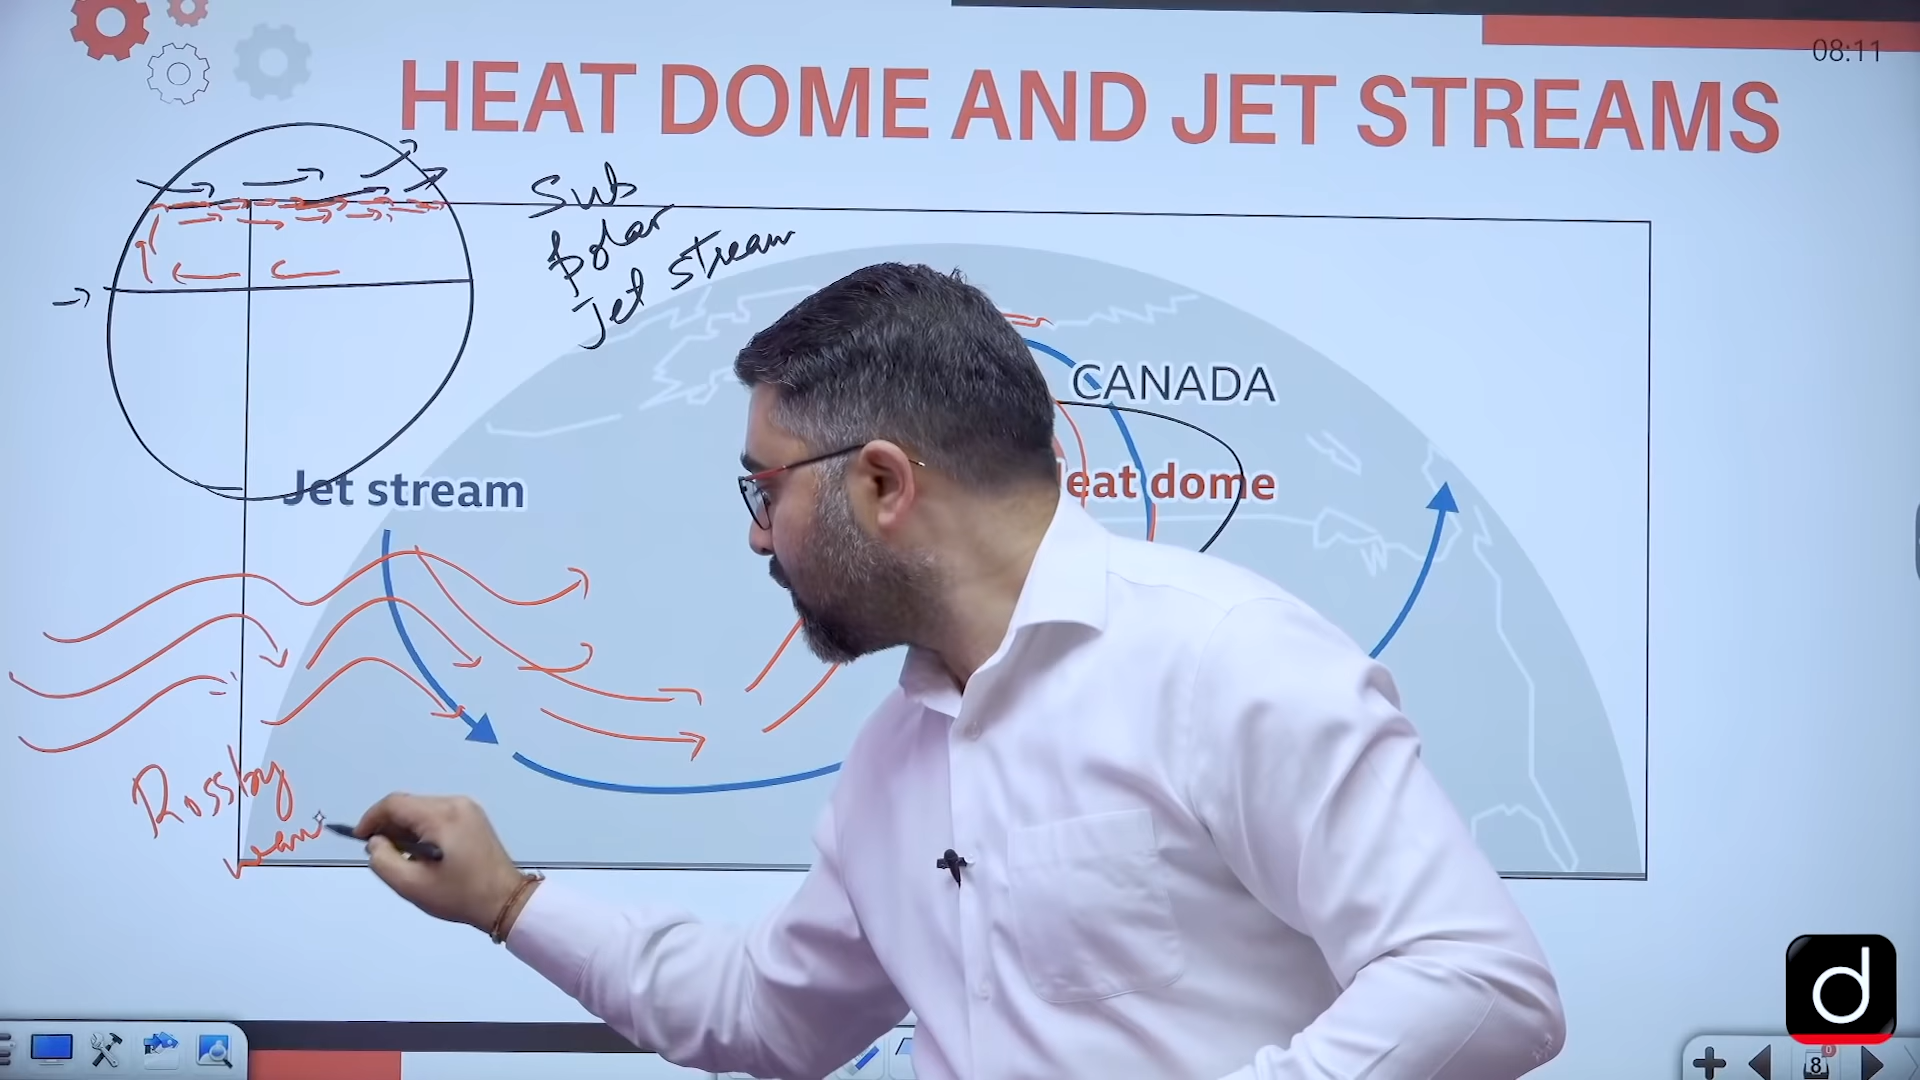 08:11
HEAT DOME AND JET STREAMS
Sub
Polar
Jet stream
CANADA
Jet stream
eat dome
Rossby
8
d